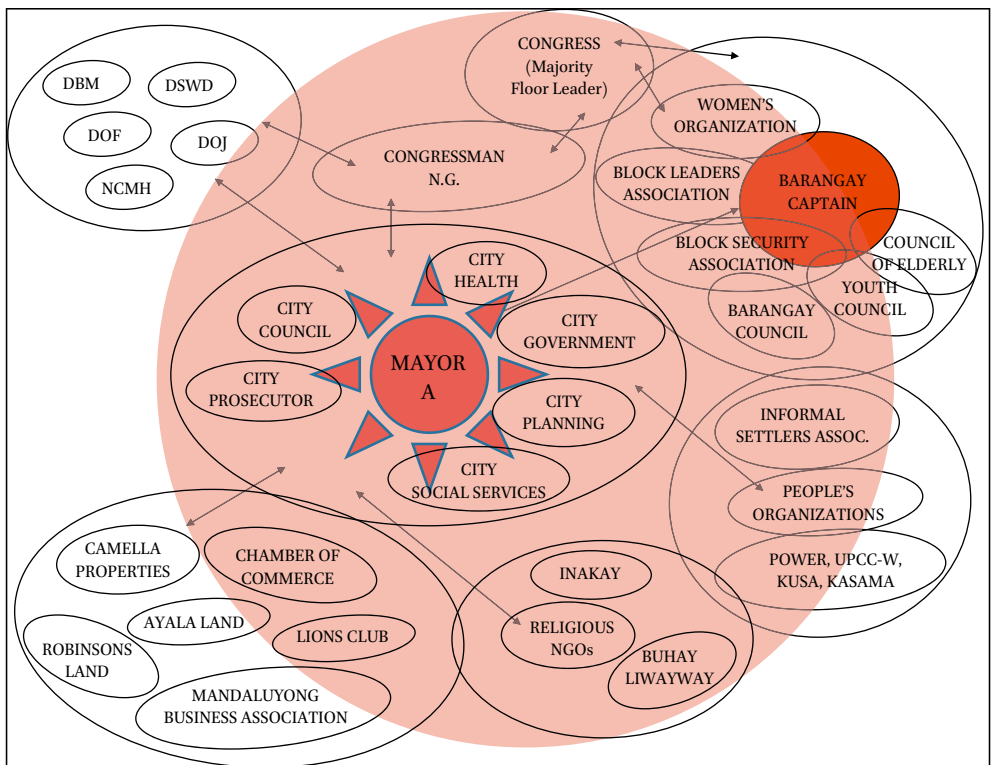 DBM
DSWD
DOF
DOJ
NCMH
CONGRESS
(Majority
Floor Leader)
CONGRESSMAN
N.G.
WOMEN'S
ORGANIZATION
BLOCK LEADERS
ASSOCIATION
BARANGAY
CAPTAIN
BLOCK SECURITY
ASSOCIATION
COUNCIL
OF ELDERLY
YOUTH
COUNCIL
BARANGAY
COUNCIL
CITY
HEALTH
CITY
COUNCIL
CITY
GOVERNMENT
MAYOR
A
CITY
PROSECUTOR
CITY
PLANNING
CITY
SOCIAL SERVICES
INFORMAL
SETTLERS ASSOC.
PEOPLE'S
ORGANIZATIONS
POWER, UPCC-W,
KUSA, KASAMA
CAMELLA
PROPERTIES
CHAMBER OF
COMMERCE
AYALA LAND
LIONS CLUB
ROBINSONS
LAND
MANDALUYONG
BUSINESS ASSOCIATION
INAKAY
RELIGIOUS
NGOs
BUHAY
LIWAYWAY